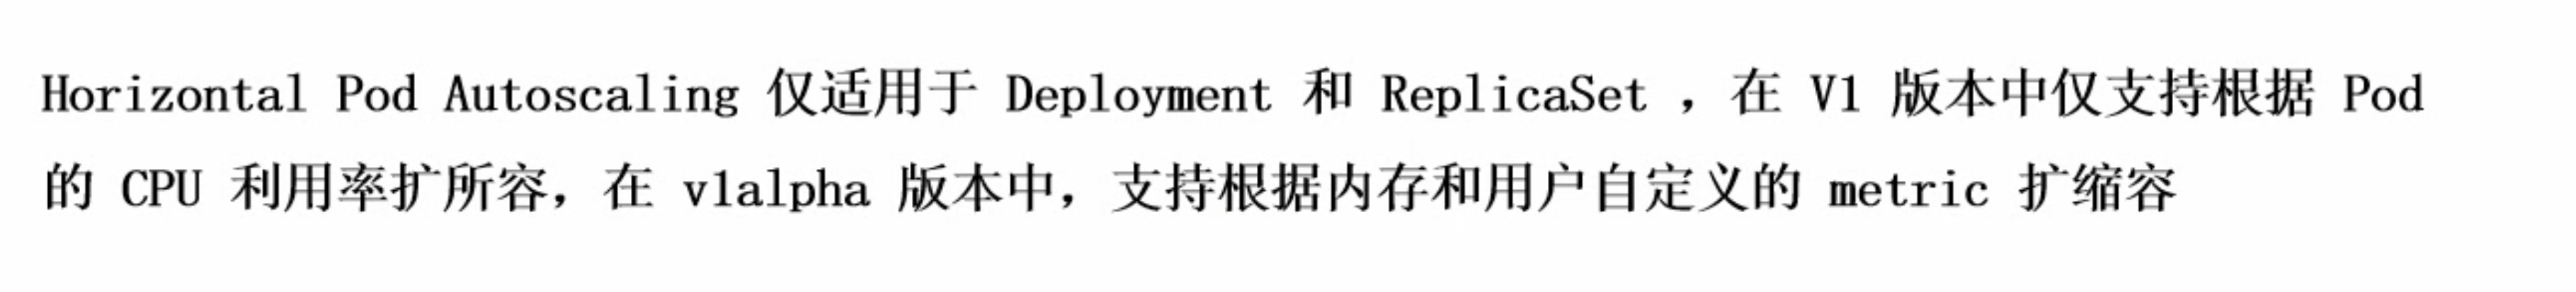 Horizontal Pod Autoscaling 仅适用于 Deployment 和 ReplicaSet ，在 V1 版本中仅支持根据 Pod
的 CPU 利用率扩所容，在 v1alpha 版本中，支持根据内存和用户自定义的 metric 扩缩容